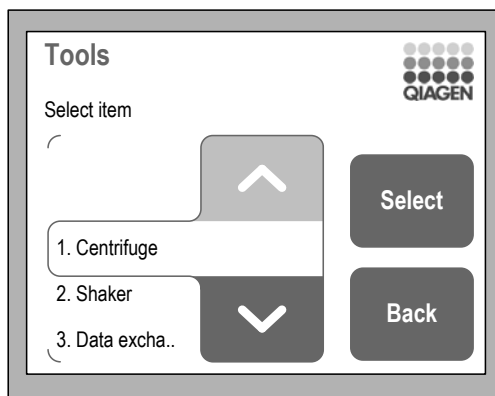 Tools
QIAGEN
Select item
Select
1. Centrifuge
2. Shaker
Back
3. Data excha..